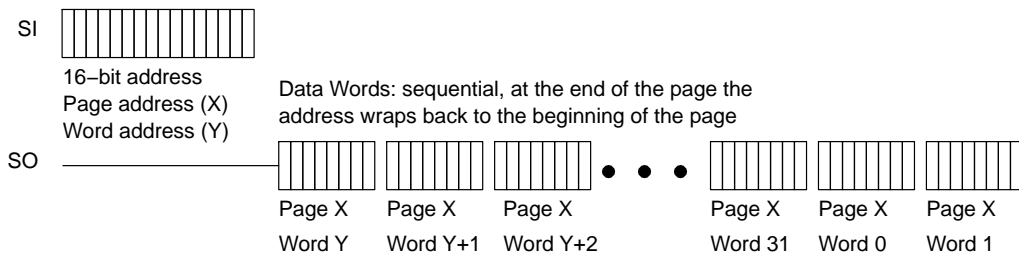 SI
16−bit address
Page address (X)
Word address (Y)
Data Words: sequential, at the end of the page the
address wraps back to the beginning of the page
SO
Page X Page X Page X Page X Page X Page X
Word Y Word Y+1 Word Y+2 Word 31 Word 0 Word 1